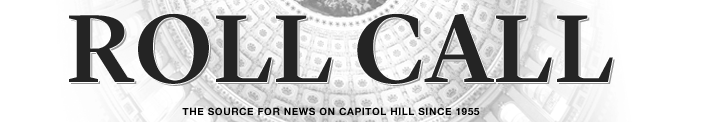 ROLL CALL
THE SOURCE FOR NEWS ON CAPITOL HILL SINCE 1955